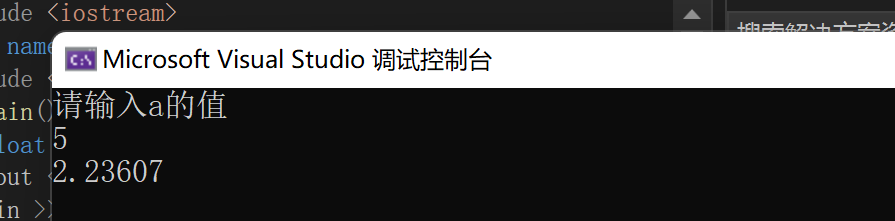 ude <iostream>
搜索解决方案资
name
Microsoft Visual Studio 调试控制台
ude <
请输入a的值
ain()
5
loat
2.23607
out <
in >>